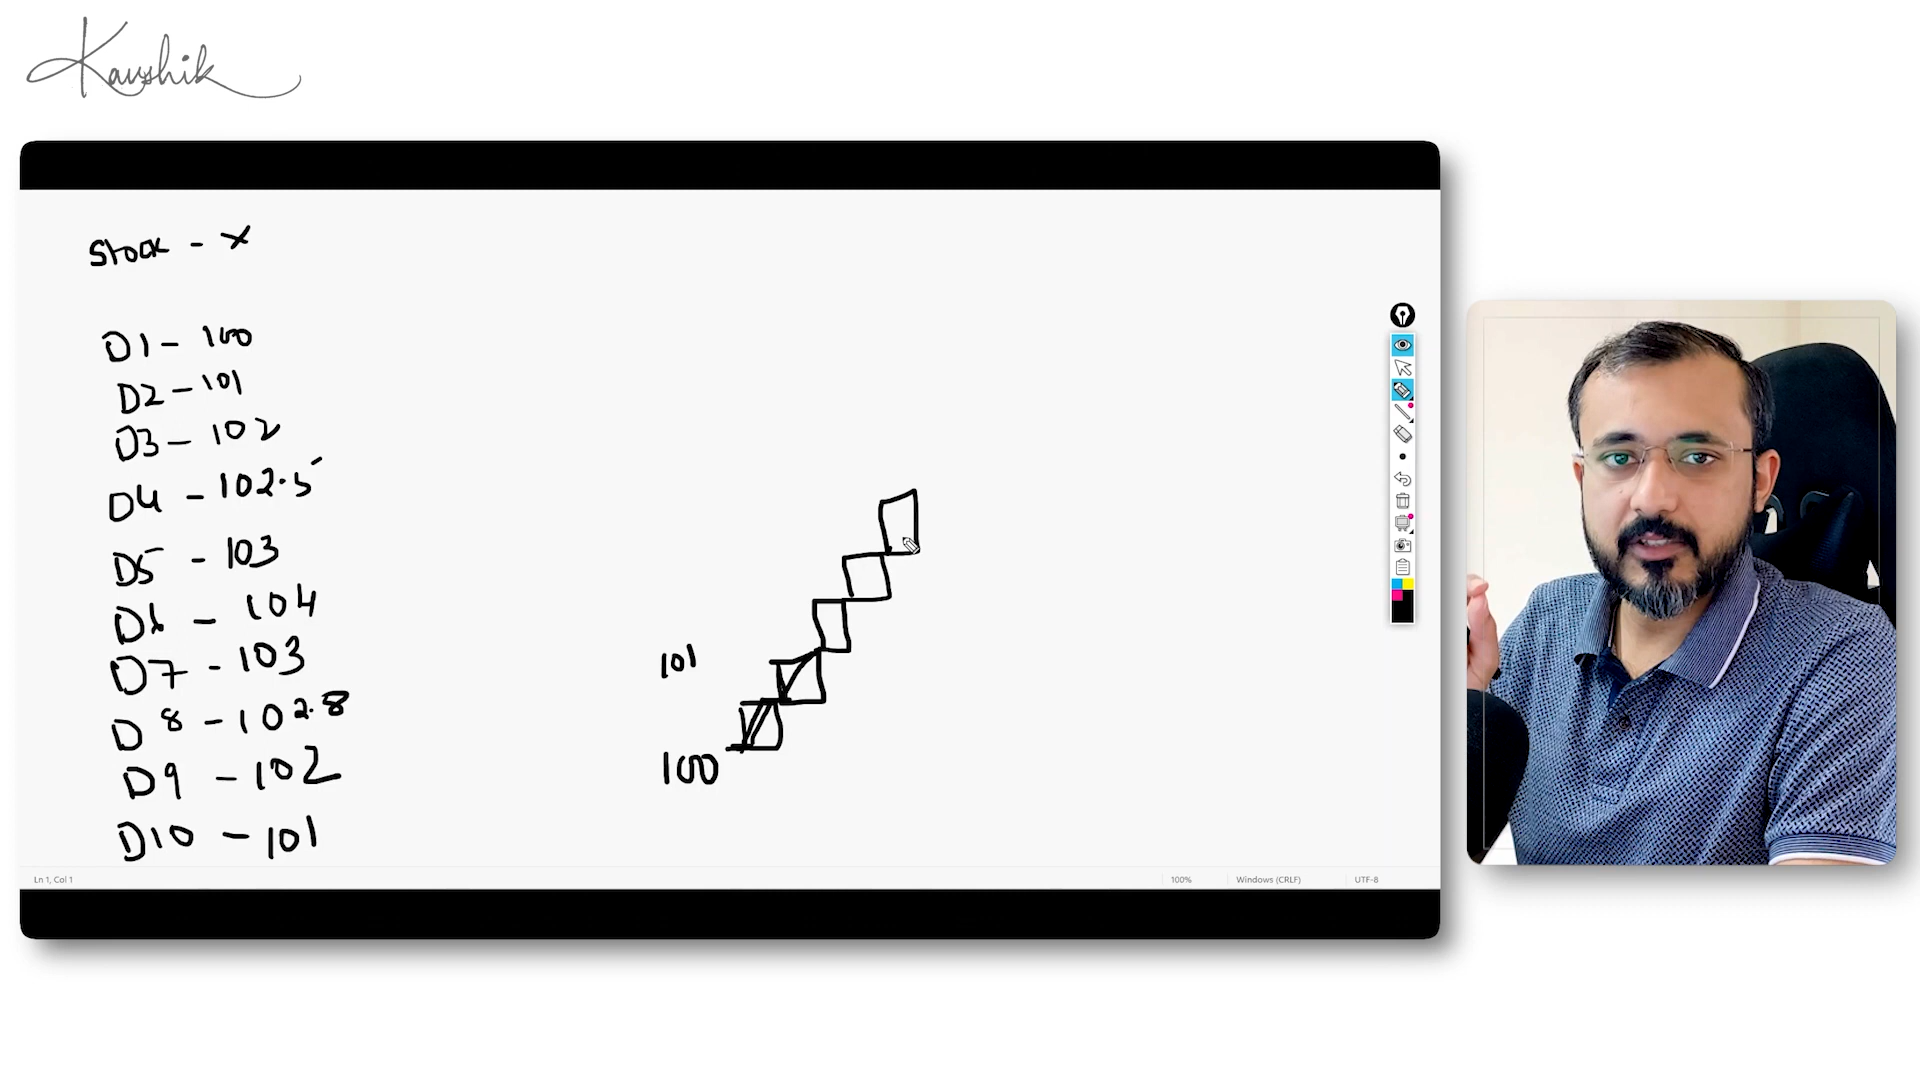 Kaushik
Stock - X
D1 - 100
D2 - 101
D3 - 102
D4 - 102.5
D5 - 103
D6 - 104
D7 - 103
D8 - 102.8
D9 - 102
D10 - 101
101
100
Ln 1, Col 1
100%
Windows (CRLF)
UTF-8